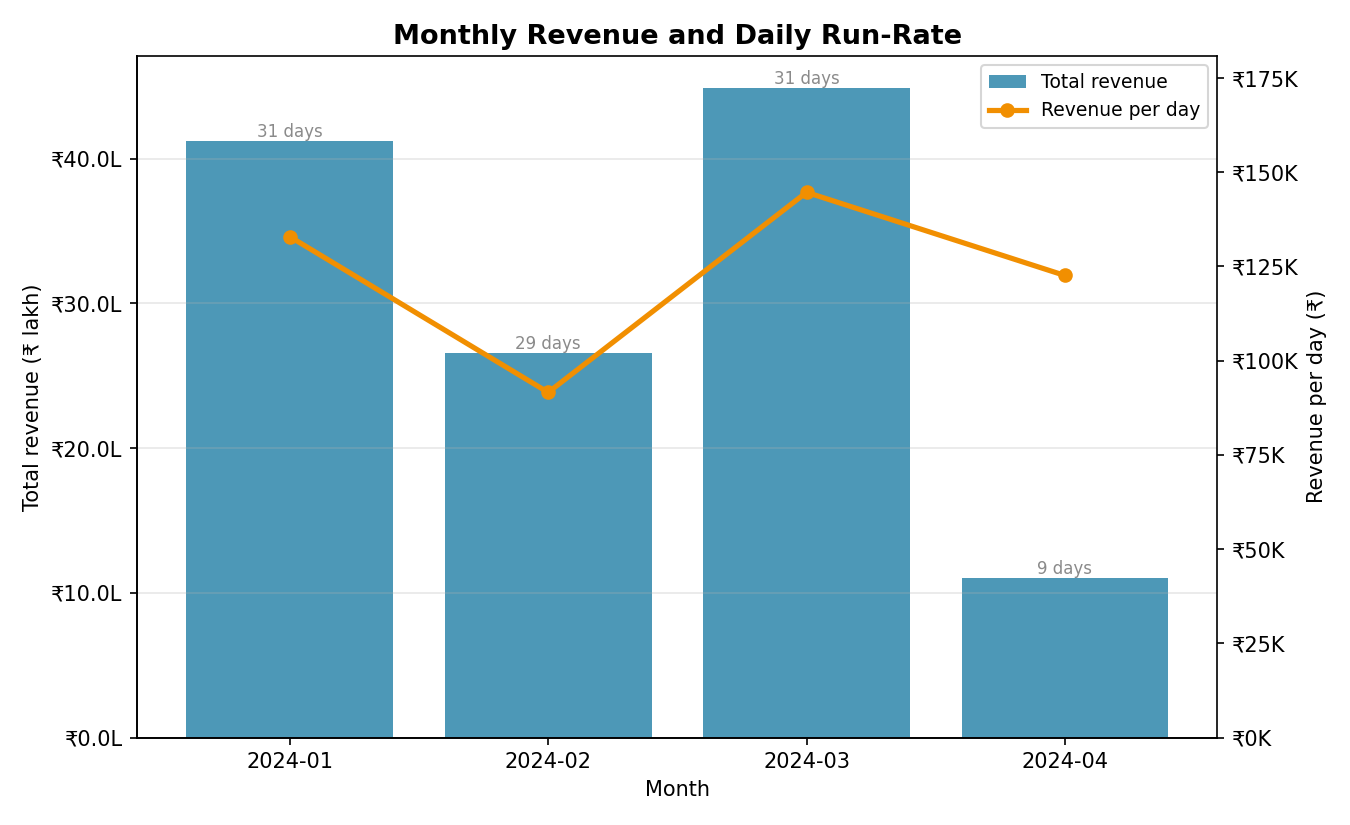 Monthly Revenue and Daily Run-Rate
Total revenue
Revenue per day
31 days
29 days
31 days
9 days
Total revenue (₹ lakh)
₹40.0L
₹30.0L
₹20.0L
₹10.0L
₹0.0L
₹175K
₹150K
₹125K
₹100K
₹75K
₹50K
₹25K
₹0K
Revenue per day (₹)
2024-01
2024-02
2024-03
2024-04
Month